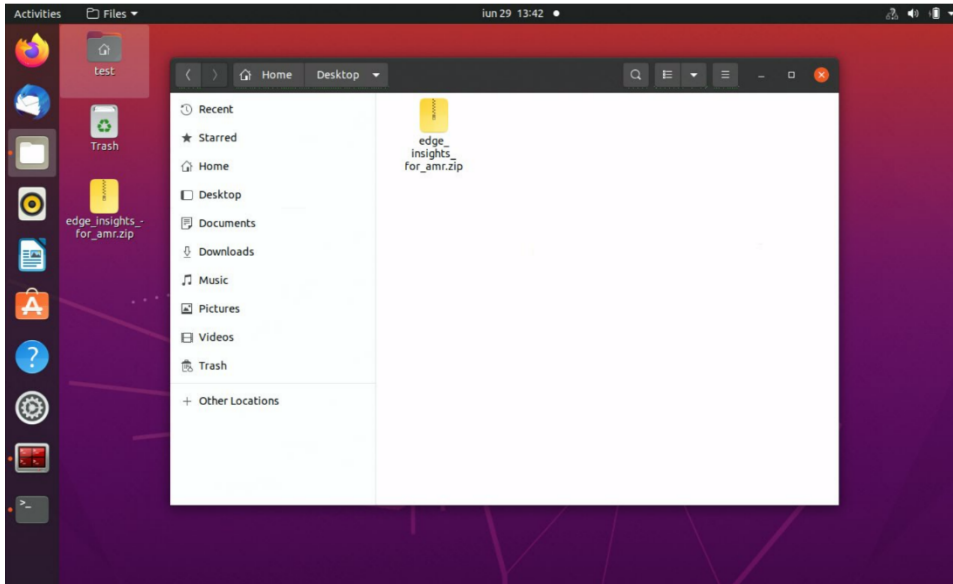 Activities
Files
iun 29 13:42
test
Trash
edge_insights_-
for_amr.zip
Home
Desktop
Recent
Starred
Home
Desktop
Documents
Downloads
Music
Pictures
Videos
Trash
+ Other Locations
edge_
insights_
for_amr.zip